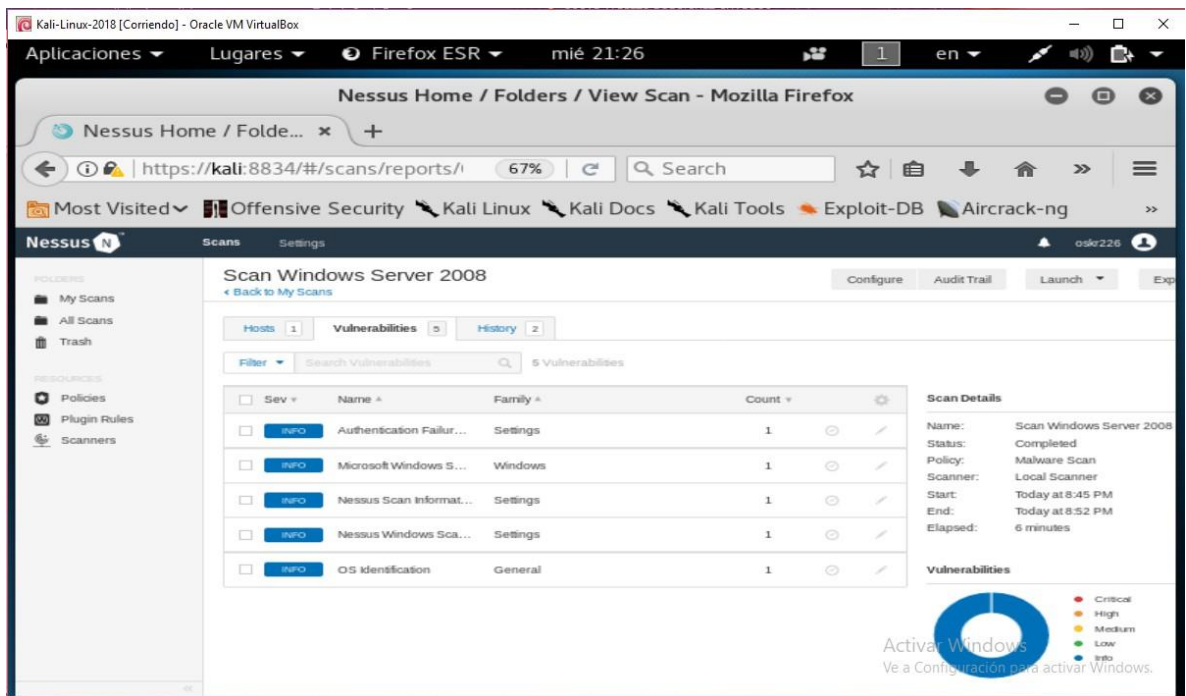 Kali-Linux-2018 [Corriendo] - Oracle VM VirtualBox
Aplicaciones Lugares Firefox ESR mié 21:26 1 en
Nessus Home / Folders / View Scan - Mozilla Firefox
Nessus Home / Folde... × +
https://kali:8834/#/scans/reports/ 67% Search
Most Visited Offensive Security Kali Linux Kali Docs Kali Tools Exploit-DB Aircrack-ng »
Nessus N Scans Settings oskr226
FOLDERS
My Scans
All Scans
Trash
RESOURCES
Policies
Plugin Rules
Scanners
Scan Windows Server 2008
Back to My Scans
Configure Audit Trail Launch Exp
Hosts 1 Vulnerabilities 5 History 2
Filter Search Vulnerabilities 5 Vulnerabilities
Sev Name Family Count
INFO Authentication Failur... Settings 1
INFO Microsoft Windows S... Windows 1
INFO Nessus Scan Informat... Settings 1
INFO Nessus Windows Sca... Settings 1
INFO OS Identification General 1
Scan Details
Name: Scan Windows Server 2008
Status: Completed
Policy: Malware Scan
Scanner: Local Scanner
Start: Today at 8:45 PM
End: Today at 8:52 PM
Elapsed: 6 minutes
Vulnerabilities
Critical
High
Medium
Low
Info
Activar Windows
Ve a Configuración para activar Windows.